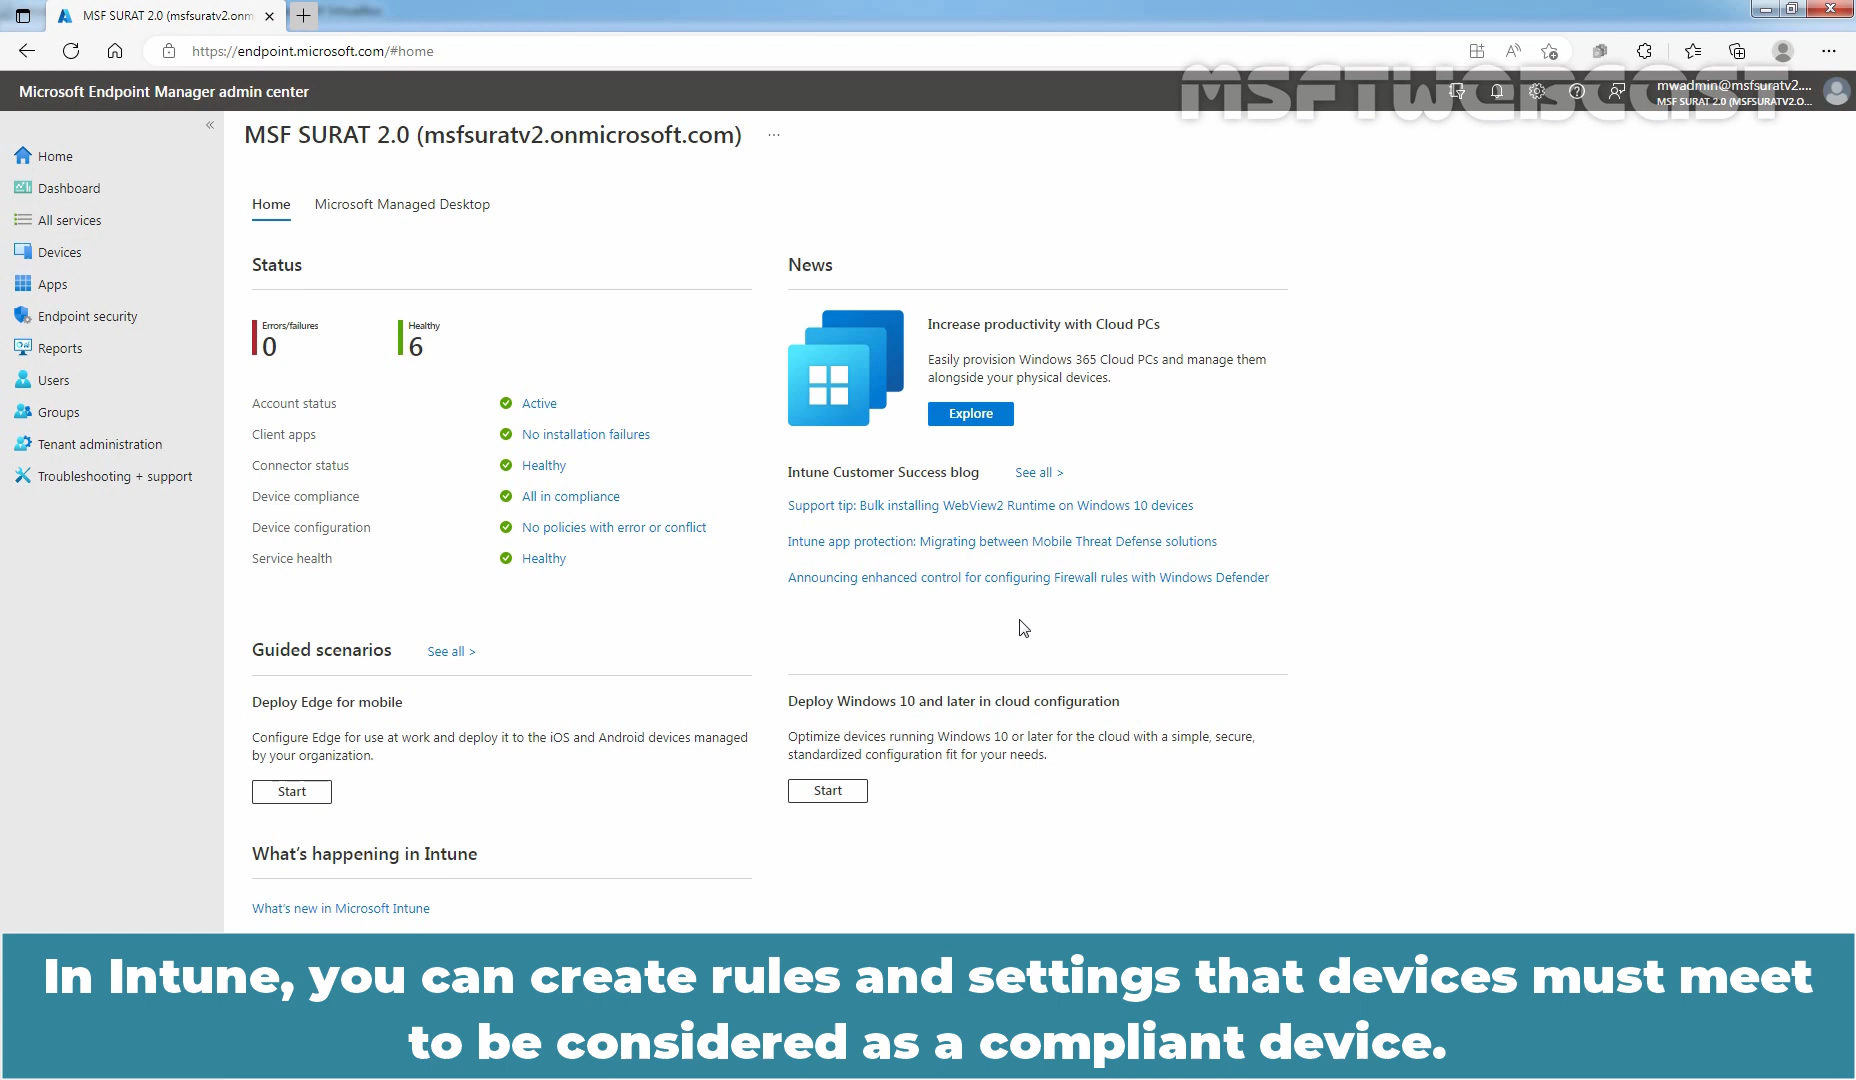 MSF SURAT 2.0 (msfsuratv2.onm
https://endpoint.microsoft.com/#home
MSFTWEBCAST
Microsoft Endpoint Manager admin center
mwadmin@msfsuratv2....
MSF SURAT 2.0 (MSFSURATV2.O...
MSF SURAT 2.0 (msfsuratv2.onmicrosoft.com)
...
Home
Dashboard
All services
Devices
Apps
Endpoint security
Reports
Users
Groups
Tenant administration
Troubleshooting + support
Home
Microsoft Managed Desktop
Status
Errors/failures
0
Healthy
6
Account status
Active
Client apps
No installation failures
Connector status
Healthy
Device compliance
All in compliance
Device configuration
No policies with error or conflict
Service health
Healthy
News
Increase productivity with Cloud PCs
Easily provision Windows 365 Cloud PCs and manage them
alongside your physical devices.
Explore
Intune Customer Success blog
See all >
Support tip: Bulk installing WebView2 Runtime on Windows 10 devices
Intune app protection: Migrating between Mobile Threat Defense solutions
Announcing enhanced control for configuring Firewall rules with Windows Defender
Guided scenarios
See all >
Deploy Edge for mobile
Configure Edge for use at work and deploy it to the iOS and Android devices managed
by your organization.
Start
Deploy Windows 10 and later in cloud configuration
Optimize devices running Windows 10 or later for the cloud with a simple, secure,
standardized configuration fit for your needs.
Start
What's happening in Intune
What's new in Microsoft Intune
In Intune, you can create rules and settings that devices must meet
to be considered as a compliant device.